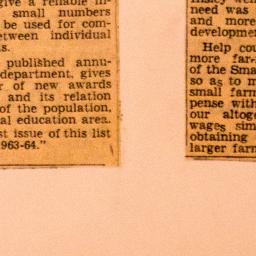 give a reliable in-
small numbers
be used for com-
between individual
s.
published annu-
department, gives
of new awards
and its relation
of the population,
al education area.
st issue of this list
963-64."
need was
and more
developmen
Help cou
more far-
of the Sma
so as to m
small farm
pense with
our altoge
wages sim
obtaining
larger farm